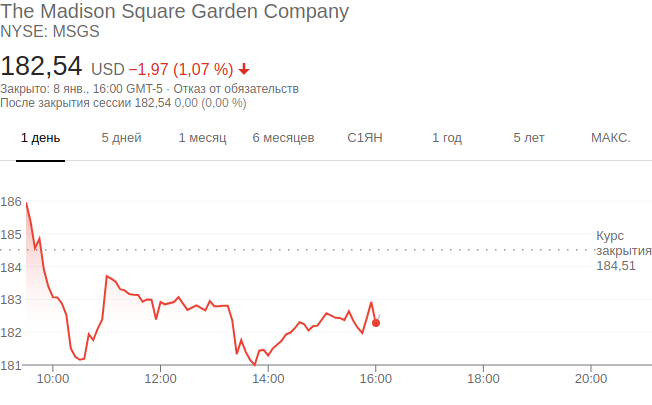 The Madison Square Garden Company
NYSE: MSGS
182,54 USD −1,97 (1,07 %)
Закрыто: 8 янв., 16:00 GMT-5 · Отказ от обязательств
После закрытия сессии 182,54 0,00 (0,00 %)
1 день 5 дней 1 месяц 6 месяцев С1ЯН 1 год 5 лет МАКС.
186
185
Курс
закрытия
184,51
184
183
182
181
10:00 12:00 14:00 16:00 18:00 20:00